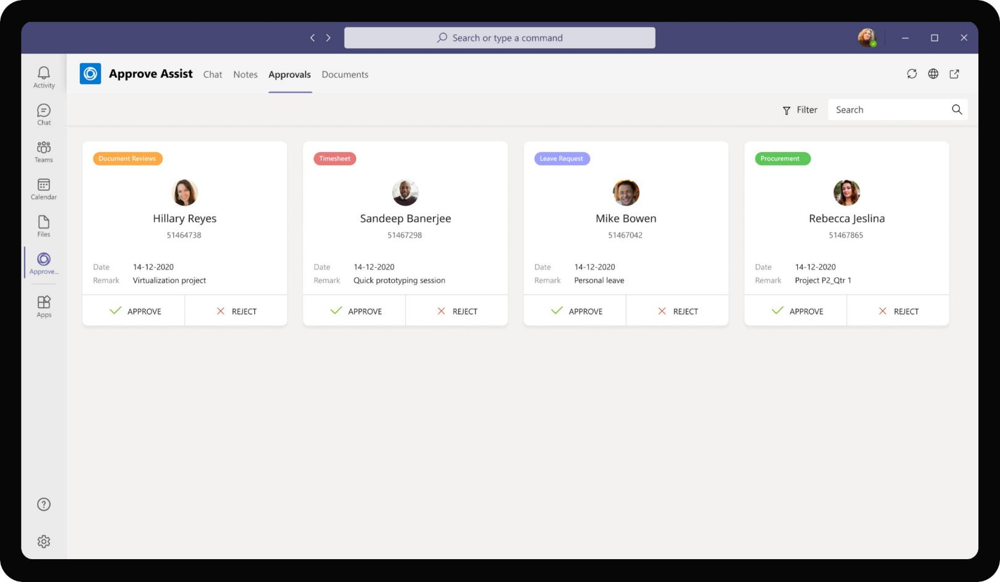 Search or type a command
Activity
Chat
Teams
Calendar
Files
Approve...
Apps
Approve Assist Chat Notes Approvals Documents
Filter Search
Document Reviews
Hillary Reyes
51464738
Date 14-12-2020
Remark Virtualization project
APPROVE REJECT
Timesheet
Sandeep Banerjee
51467298
Date 14-12-2020
Remark Quick prototyping session
APPROVE REJECT
Leave Request
Mike Bowen
51467042
Date 14-12-2020
Remark Personal leave
APPROVE REJECT
Procurement
Rebecca Jeslina
51467865
Date 14-12-2020
Remark Project P2_Qtr 1
APPROVE REJECT